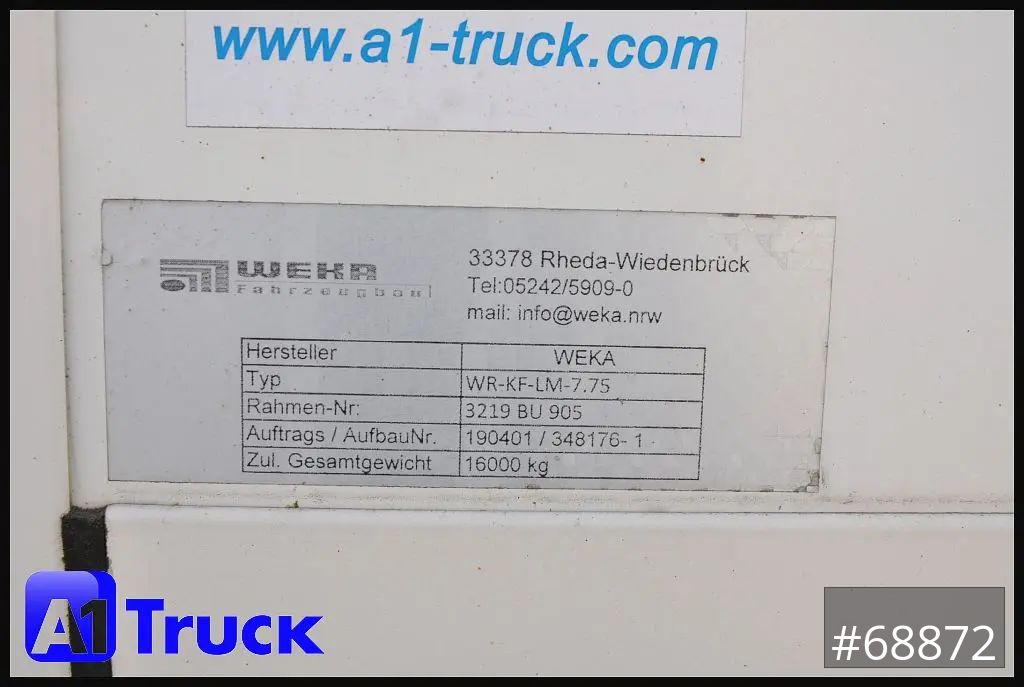 www.a1-truck.com
WEKA
Fahrzeugbau
33378 Rheda-Wiedenbrück
Tel:05242/5909-0
mail: info@weka.nrw
Hersteller WEKA
Typ WR-KF-LM-7.75
Rahmen-Nr: 3219 BU 905
Auftrags / AufbauNr. 190401 / 348176- 1
Zul. Gesamtgewicht 16000 kg
A1 Truck
#68872